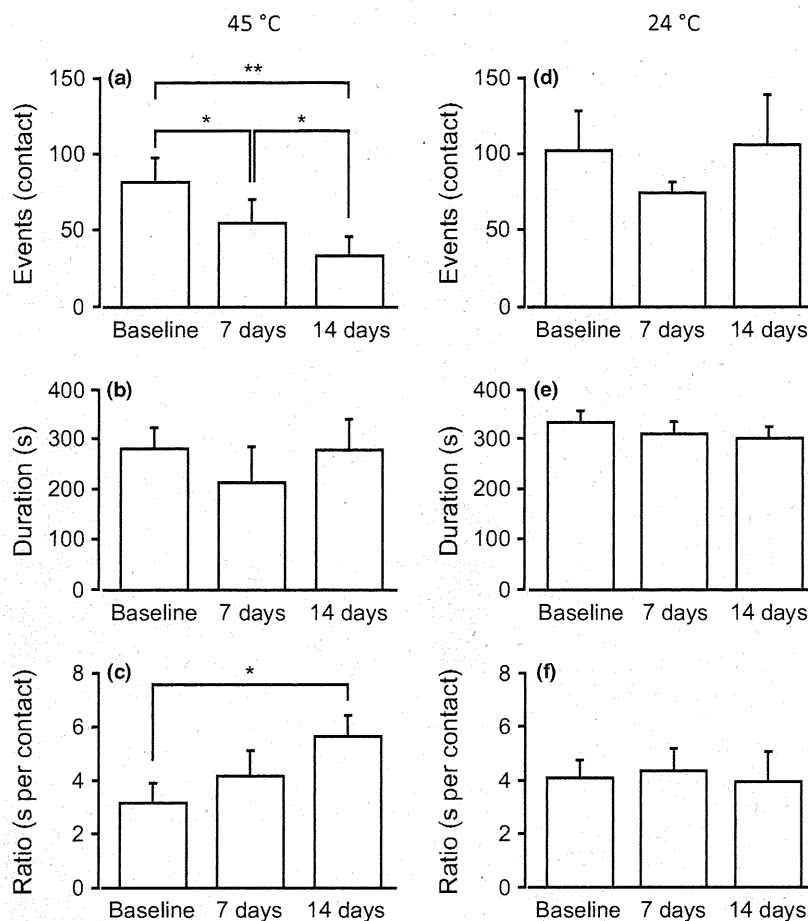 45 °C
24 °C
(a)
Events (contact)
150
100
50
0
**
*
*
Baseline 7 days 14 days
(d)
Events (contact)
150
100
50
0
Baseline 7 days 14 days
(b)
Duration (s)
400
300
200
100
0
Baseline 7 days 14 days
(e)
Duration (s)
400
300
200
100
0
Baseline 7 days 14 days
(c)
Ratio (s per contact)
8
6
4
2
0
*
Baseline 7 days 14 days
(f)
Ratio (s per contact)
8
6
4
2
0
Baseline 7 days 14 days